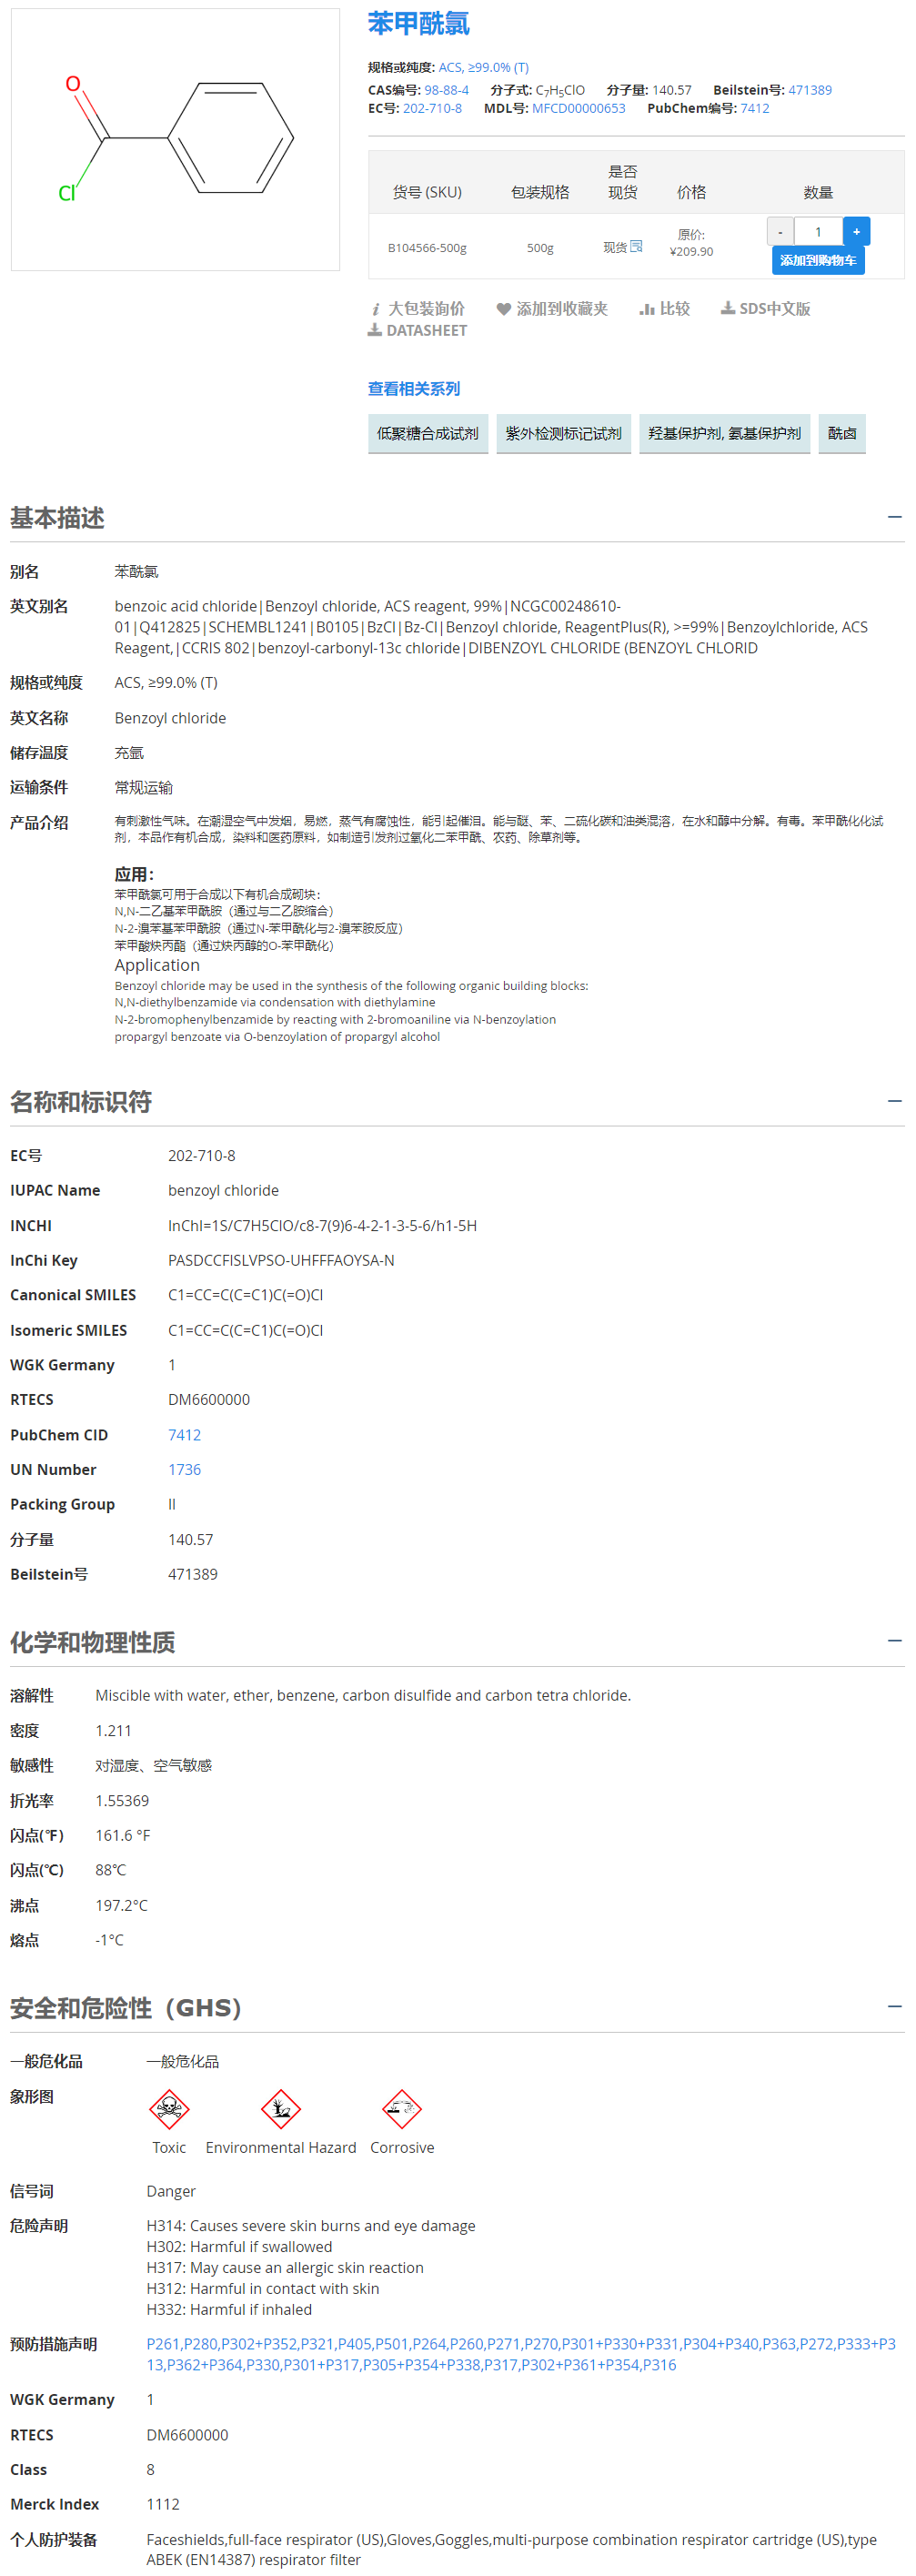 O
Cl
苯甲酰氯
规格或纯度: ACS, ≥99.0% (T)
CAS编号: 98-88-4 分子式: C₇H₅ClO 分子量: 140.57 Beilstein号: 471389
EC号: 202-710-8 MDL号: MFCD00000653 PubChem编号: 7412
货号 (SKU) 包装规格 是否现货 价格 数量
B104566-500g 500g 现货 原价: ¥209.90 - 1 +
添加到购物车
大包装询价 添加到收藏夹 比较 SDS中文版
DATASHEET
查看相关系列
低聚糖合成试剂 紫外检测标记试剂 羟基保护剂, 氨基保护剂 酰卤
基本描述
别名 苯酰氯
英文别名 benzoic acid chloride|Benzoyl chloride, ACS reagent, 99%|NCGC00248610-
01|Q412825|SCHEMBL1241|B0105|BzCl|Bz-Cl|Benzoyl chloride, ReagentPlus(R), >=99%|Benzoylchloride, ACS
Reagent,|CCRIS 802|benzoyl-carbonyl-13c chloride|DIBENZOYL CHLORIDE (BENZOYL CHLORID
规格或纯度 ACS, ≥99.0% (T)
英文名称 Benzoyl chloride
储存温度 充氩
运输条件 常规运输
产品介绍 有刺激性气味。在潮湿空气中发烟，易燃，蒸气有腐蚀性，能引起催泪。能与醚、苯、二硫化碳和油类混溶，在水和醇中分解。有毒。苯甲酰化化试
剂，本品作有机合成，染料和医药原料，如制造引发剂过氧化二苯甲酰、农药、除草剂等。
应用：
苯甲酰氯可用于合成以下有机合成砌块：
N,N-二乙基苯甲酰胺（通过与二乙胺缩合）
N-2-溴苯基苯甲酰胺（通过N-苯甲酰化与2-溴苯胺反应）
苯甲酸炔丙酯（通过炔丙醇的O-苯甲酰化）
Application
Benzoyl chloride may be used in the synthesis of the following organic building blocks:
N,N-diethylbenzamide via condensation with diethylamine
N-2-bromophenylbenzamide by reacting with 2-bromoaniline via N-benzoylation
propargyl benzoate via O-benzoylation of propargyl alcohol
名称和标识符
EC号 202-710-8
IUPAC Name benzoyl chloride
INCHI InChI=1S/C7H5ClO/c8-7(9)6-4-2-1-3-5-6/h1-5H
InChi Key PASDCCFISLVPSO-UHFFFAOYSA-N
Canonical SMILES C1=CC=C(C=C1)C(=O)Cl
Isomeric SMILES C1=CC=C(C=C1)C(=O)Cl
WGK Germany 1
RTECS DM6600000
PubChem CID 7412
UN Number 1736
Packing Group II
分子量 140.57
Beilstein号 471389
化学和物理性质
溶解性 Miscible with water, ether, benzene, carbon disulfide and carbon tetra chloride.
密度 1.211
敏感性 对湿度、空气敏感
折光率 1.55369
闪点(℉) 161.6 °F
闪点(℃) 88℃
沸点 197.2°C
熔点 -1°C
安全和危险性（GHS）
一般危化品 一般危化品
象形图
Toxic Environmental Hazard Corrosive
信号词 Danger
危险声明 H314: Causes severe skin burns and eye damage
H302: Harmful if swallowed
H317: May cause an allergic skin reaction
H312: Harmful in contact with skin
H332: Harmful if inhaled
预防措施声明 P261,P280,P302+P352,P321,P405,P501,P264,P260,P271,P270,P301+P330+P331,P304+P340,P363,P272,P333+P3
13,P362+P364,P330,P301+P317,P305+P354+P338,P317,P302+P361+P354,P316
WGK Germany 1
RTECS DM6600000
Class 8
Merck Index 1112
个人防护装备 Faceshields,full-face respirator (US),Gloves,Goggles,multi-purpose combination respirator cartridge (US),type
ABEK (EN14387) respirator filter